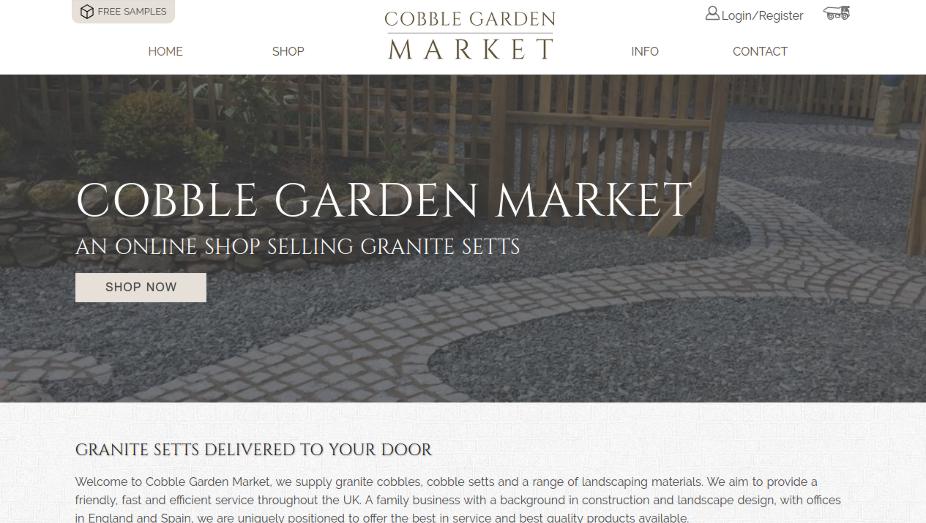 FREE SAMPLES
COBBLE GARDEN
MARKET
Login/Register
HOME
SHOP
INFO
CONTACT
COBBLE GARDEN MARKET
AN ONLINE SHOP SELLING GRANITE SETTS
SHOP NOW
GRANITE SETTS DELIVERED TO YOUR DOOR
Welcome to Cobble Garden Market, we supply granite cobbles, cobble setts and a range of landscaping materials. We aim to provide a
friendly, fast and efficient service throughout the UK. A family business with a background in construction and landscape design, with offices
in England and Spain, we are uniquely positioned to offer the best in service and best quality products available.